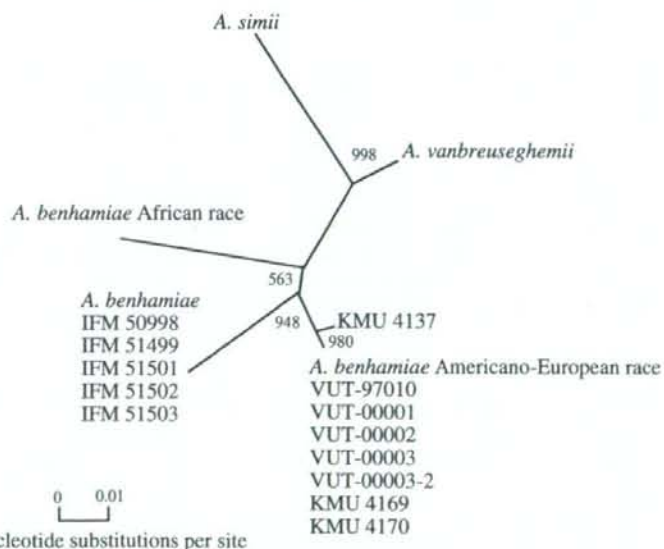 A. simii
998
A. vanbreuseghemii
A. benhamiae African race
563
A. benhamiae
IFM 50998
IFM 51499
IFM 51501
IFM 51502
IFM 51503
948
KMU 4137
980
A. benhamiae Americano-European race
VUT-97010
VUT-00001
VUT-00002
VUT-00003
VUT-00003-2
KMU 4169
KMU 4170
0 0.01
cleotide substitutions per site